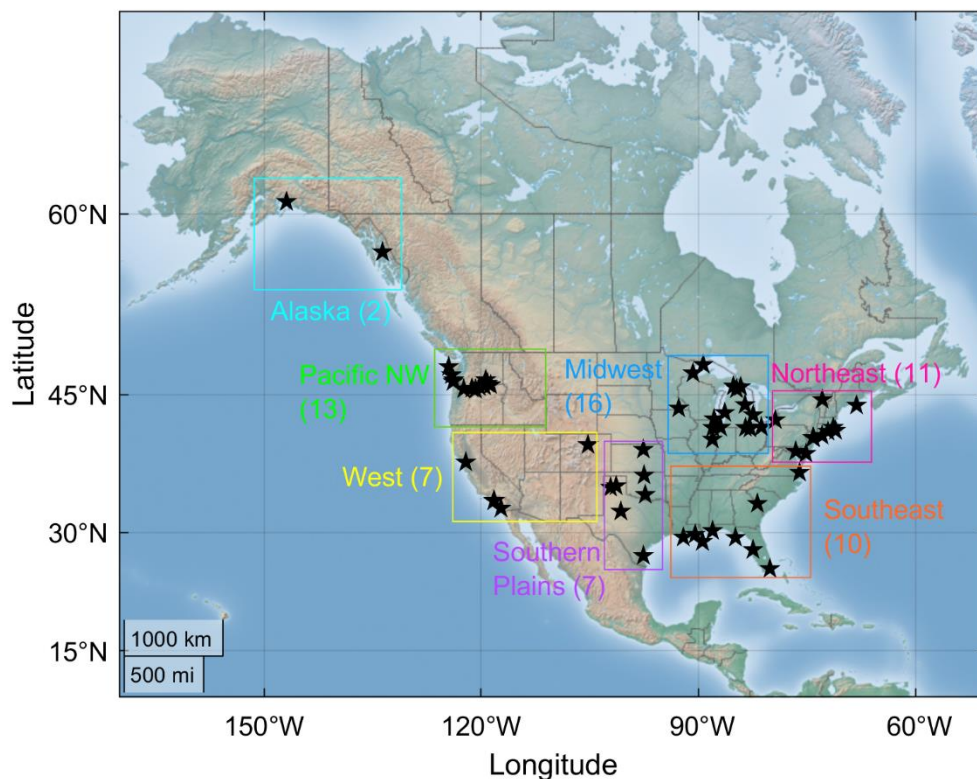 60°N
Alaska (2)
Latitude
Pacific NW
(13)
Midwest
(16)
Northeast (11)
45°N
West (7)
Southeast
(10)
30°N
Southern
Plains (7)
1000 km
500 mi
15°N
150°W
120°W
90°W
60°W
Longitude